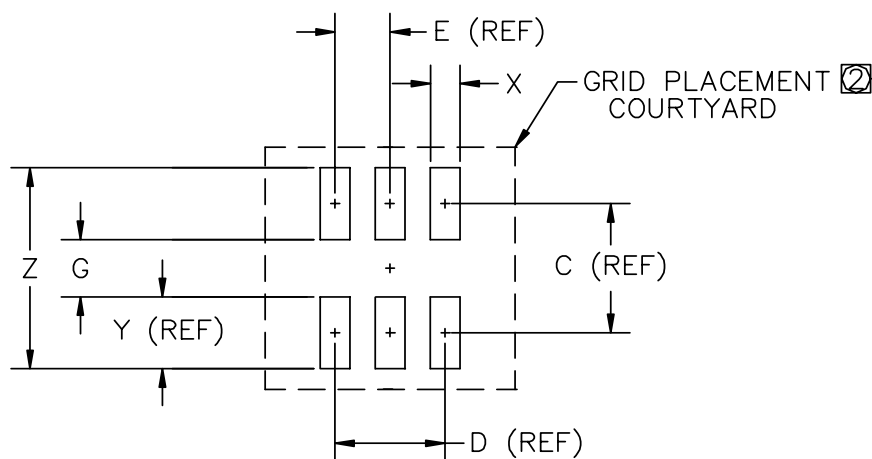 E (REF)
X
GRID PLACEMENT 2
COURTYARD
Z
G
C (REF)
Y (REF)
D (REF)